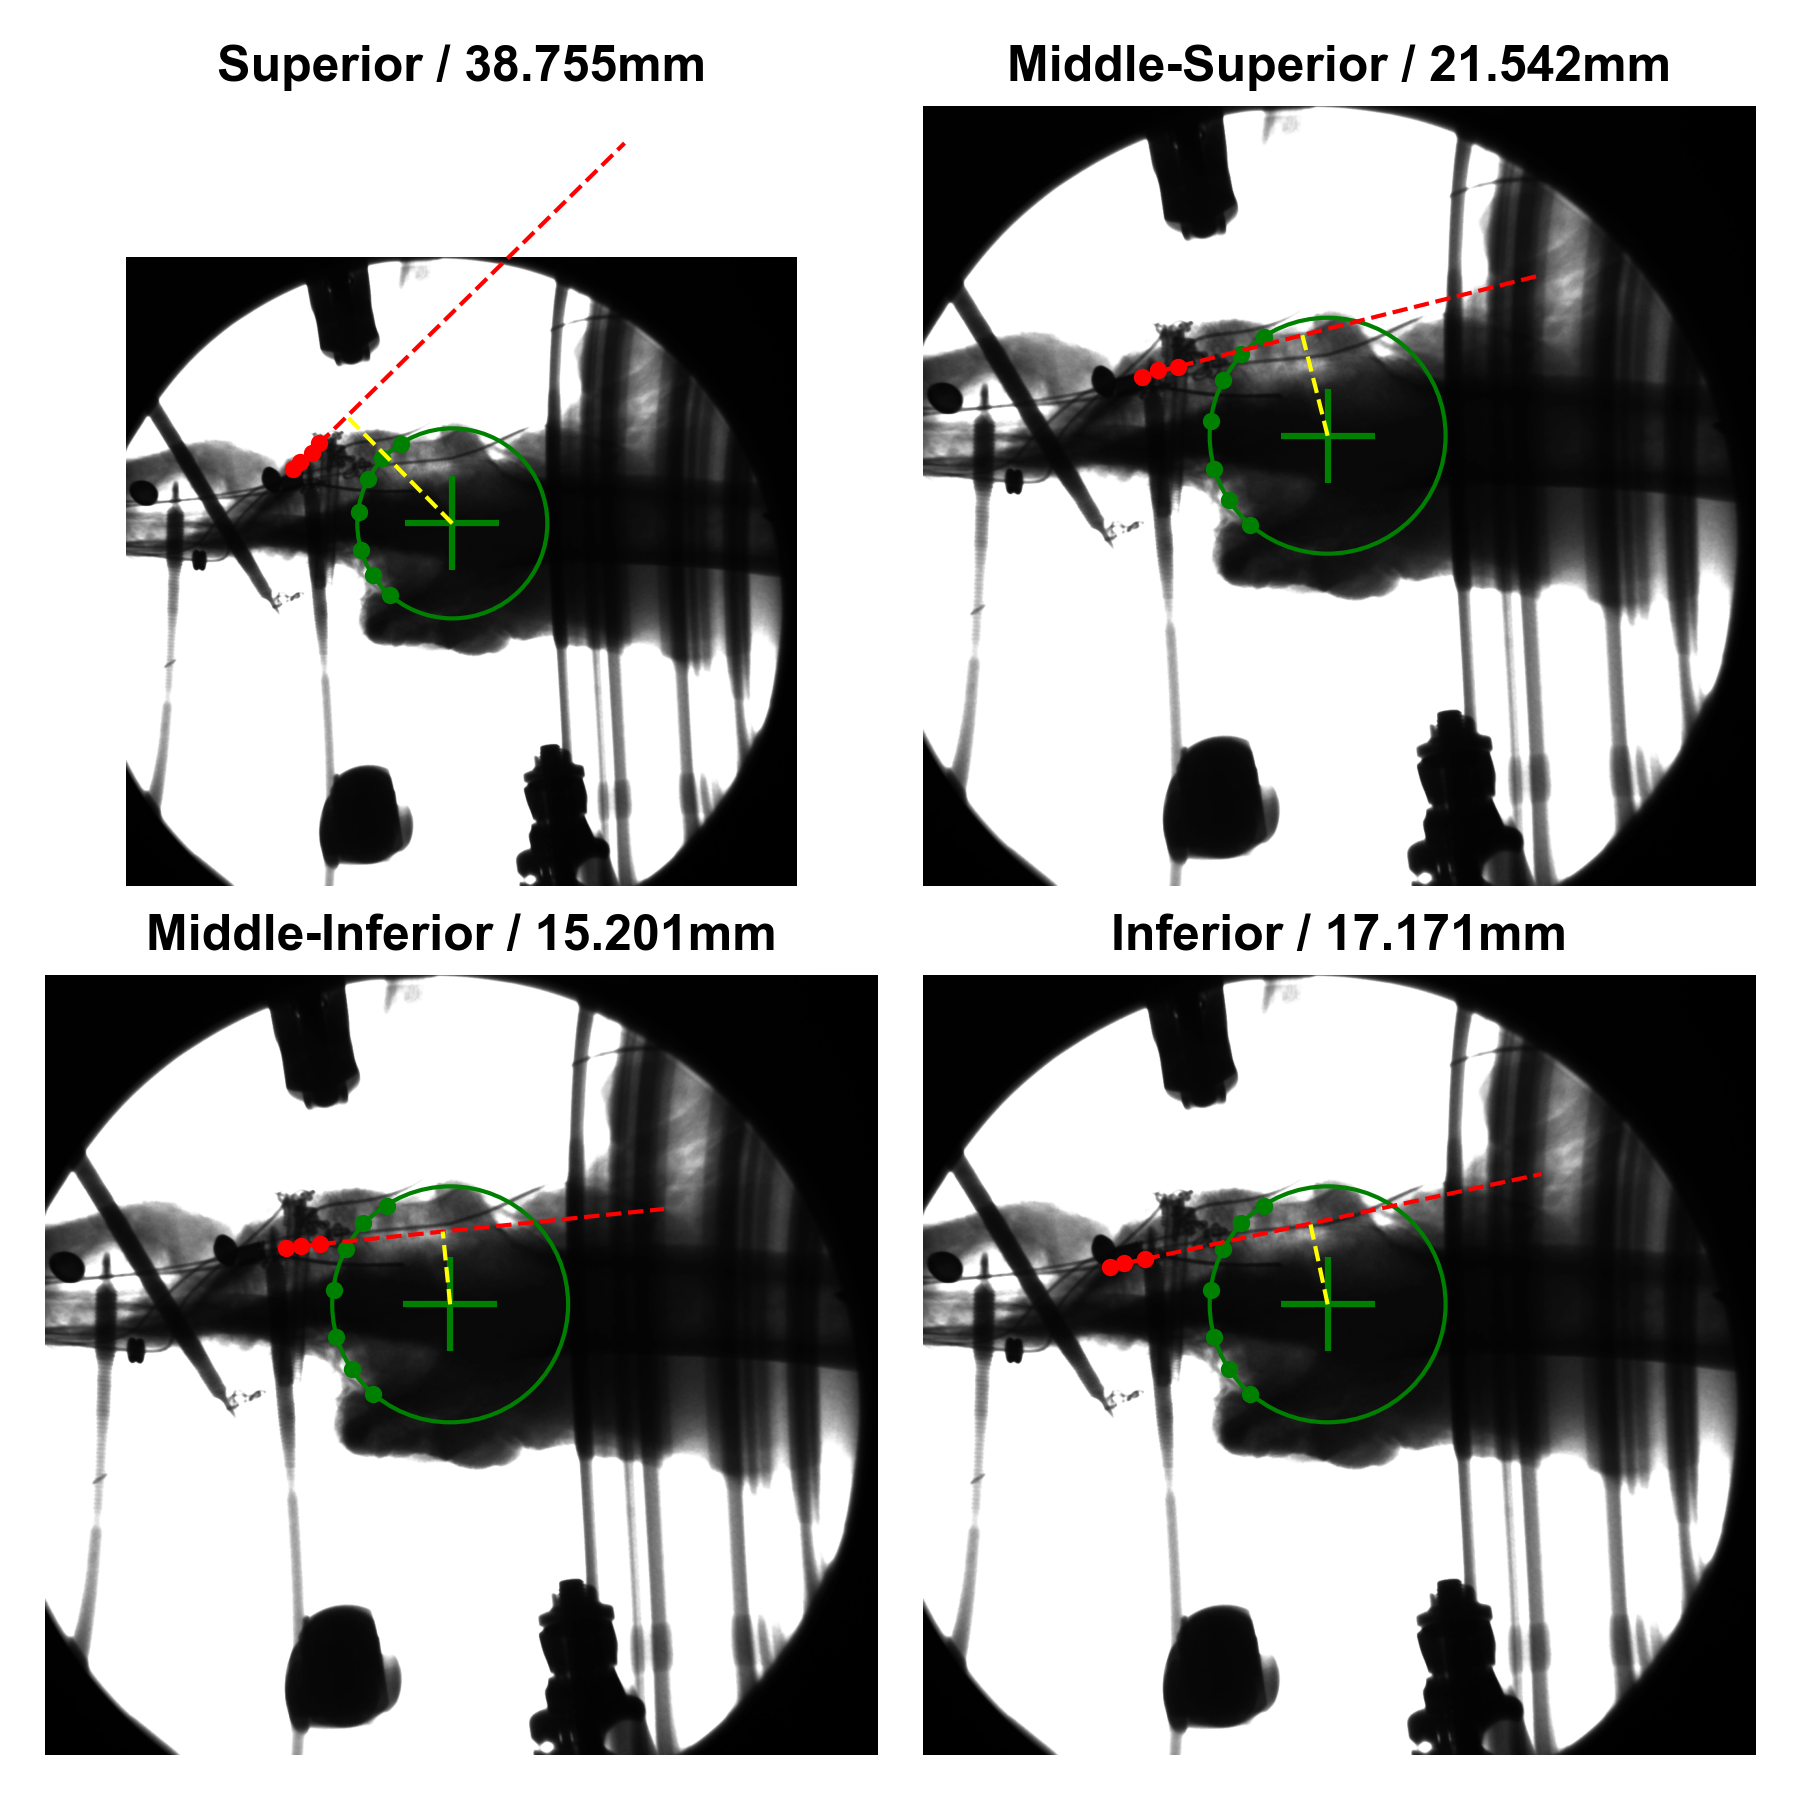 Superior / 38.755mm
Middle-Superior / 21.542mm
Middle-Inferior / 15.201mm
Inferior / 17.171mm